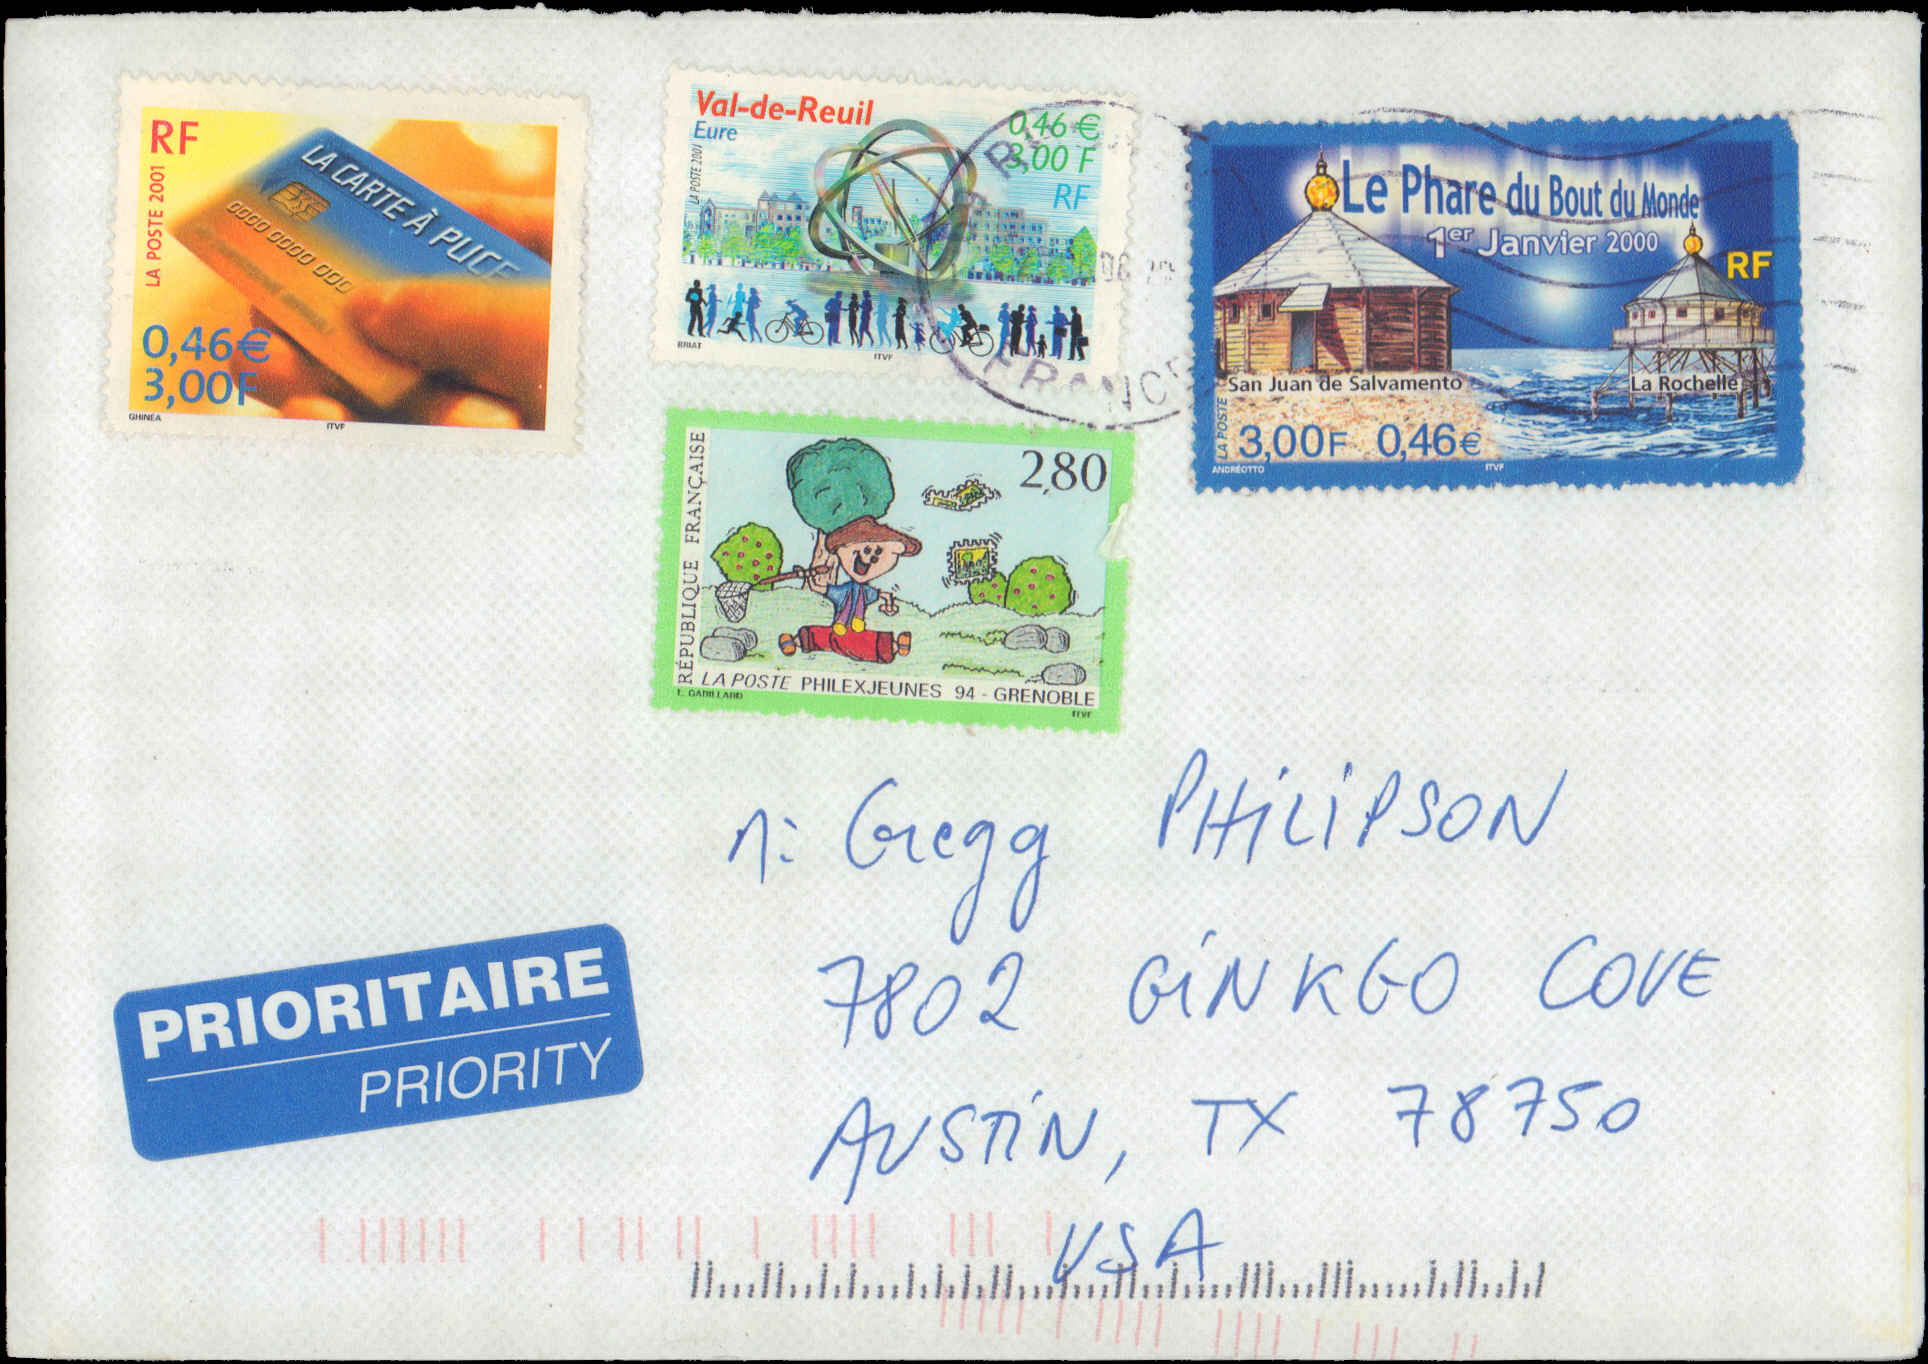 RF
LA POSTE 2001
LA CARTE À PUCE
0000 0000 000
0,46€
3,00F
GHINEA
ITVF
Val-de-Reuil
Eure
LA POSTE 2001
0,46 €
3,00 F
RF
BRIAT
ITVF
FRANCE
Le Phare du Bout du Monde
1er Janvier 2000
RF
San Juan de Salvamento
La Rochelle
LA POSTE
3,00F 0,46€
ANDRÉOTTO
ITVF
RÉPUBLIQUE FRANÇAISE
2,80
LA POSTE PHILEXJEUNES 94 - GRENOBLE
ITVF
Gregg PHILIPSON
7802 GINKGO COVE
AUSTIN, TX 78750
USA
PRIORITAIRE
PRIORITY